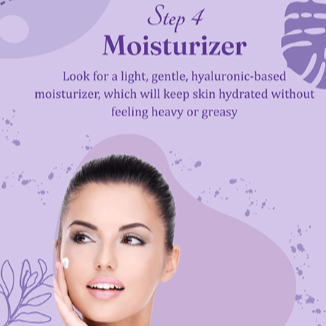 Step 4
Moisturizer
Look for a light, gentle, hyaluronic-based
moisturizer, which will keep skin hydrated without
feeling heavy or greasy